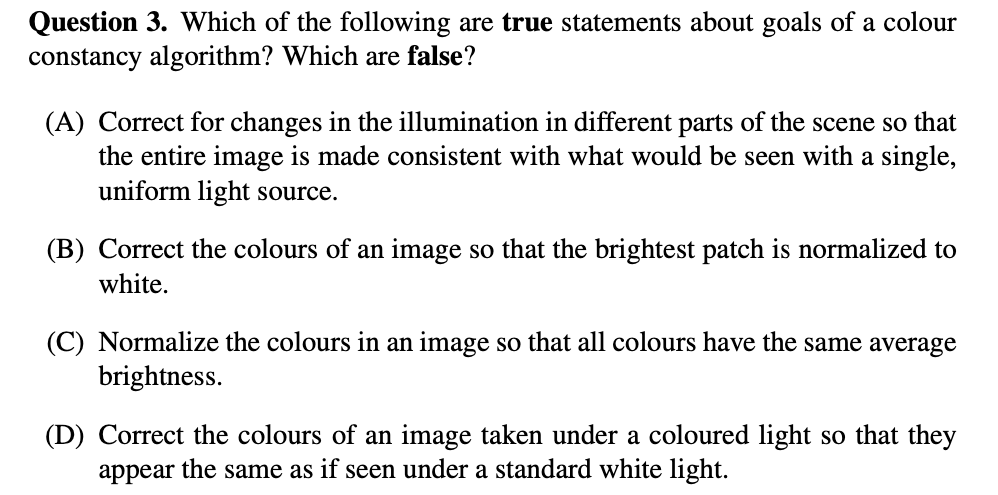 Question 3. Which of the following are true statements about goals of a colour
constancy algorithm? Which are false?
(A) Correct for changes in the illumination in different parts of the scene so that
the entire image is made consistent with what would be seen with a single,
uniform light source.
(B) Correct the colours of an image so that the brightest patch is normalized to
white.
(C) Normalize the colours in an image so that all colours have the same average
brightness.
(D) Correct the colours of an image taken under a coloured light so that they
appear the same as if seen under a standard white light.